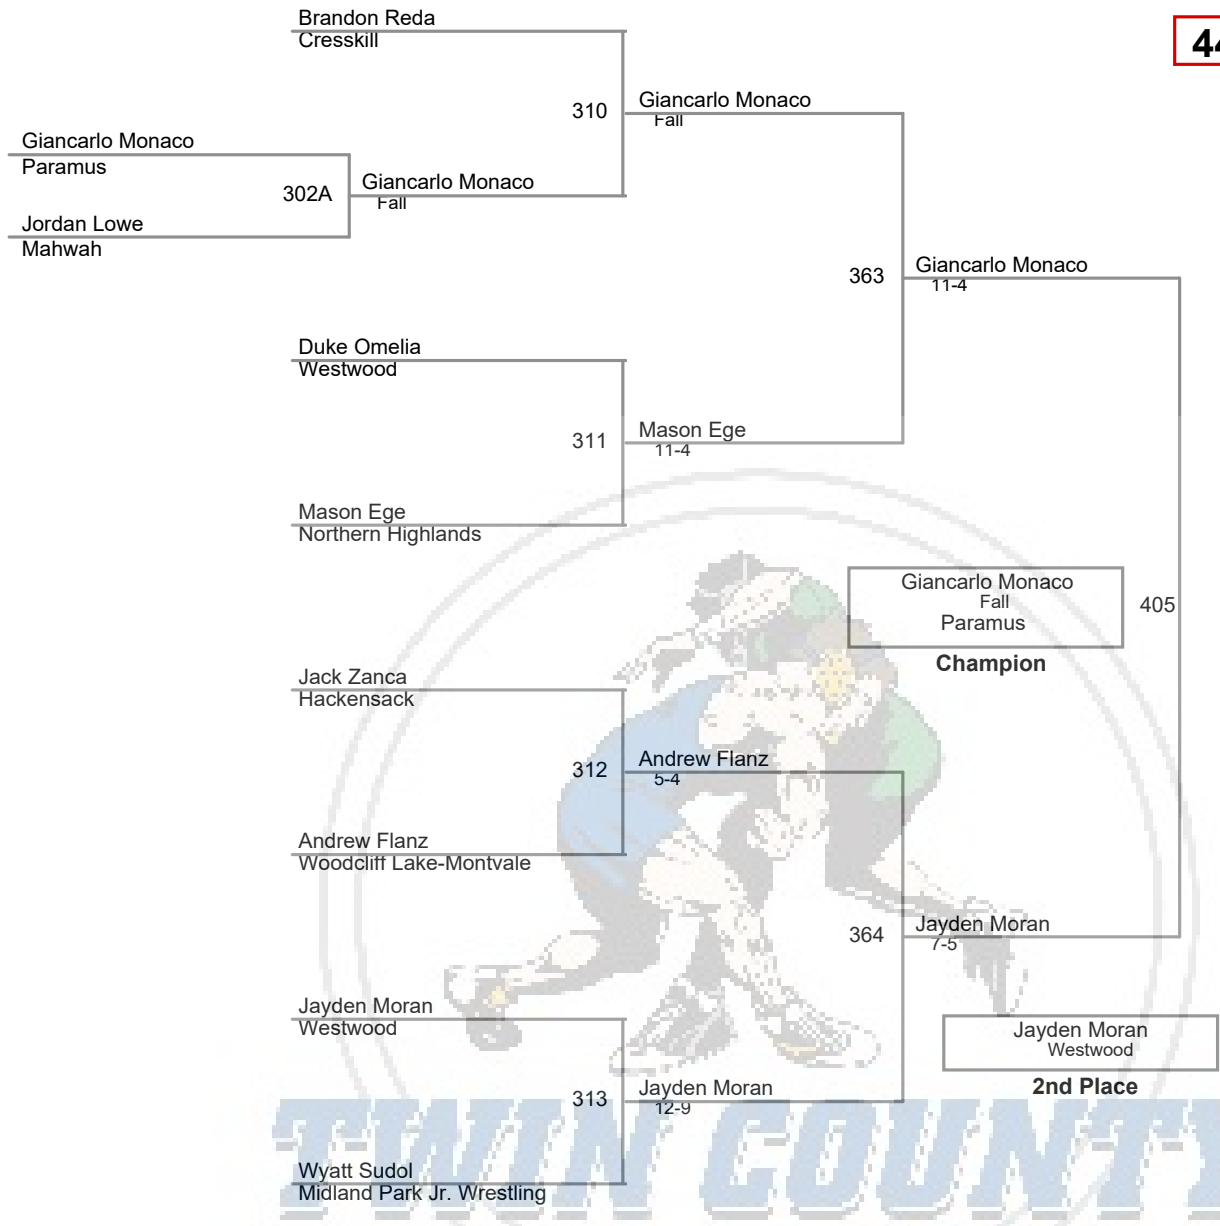 Brandon Reda
Cresskill
44
310
Giancarlo Monaco
Fall
Giancarlo Monaco
Paramus
302A
Giancarlo Monaco
Fall
Jordan Lowe
Mahwah
363
Giancarlo Monaco
11-4
Duke Omelia
Westwood
311
Mason Ege
11-4
Mason Ege
Northern Highlands
Giancarlo Monaco
Fall
Paramus
405
Champion
Jack Zanca
Hackensack
312
Andrew Flanz
5-4
Andrew Flanz
Woodcliff Lake-Montvale
364
Jayden Moran
7-5
Jayden Moran
Westwood
Jayden Moran
Westwood
2nd Place
313
Jayden Moran
12-9
Wyatt Sudol
Midland Park Jr. Wrestling
TWIN COUNTY